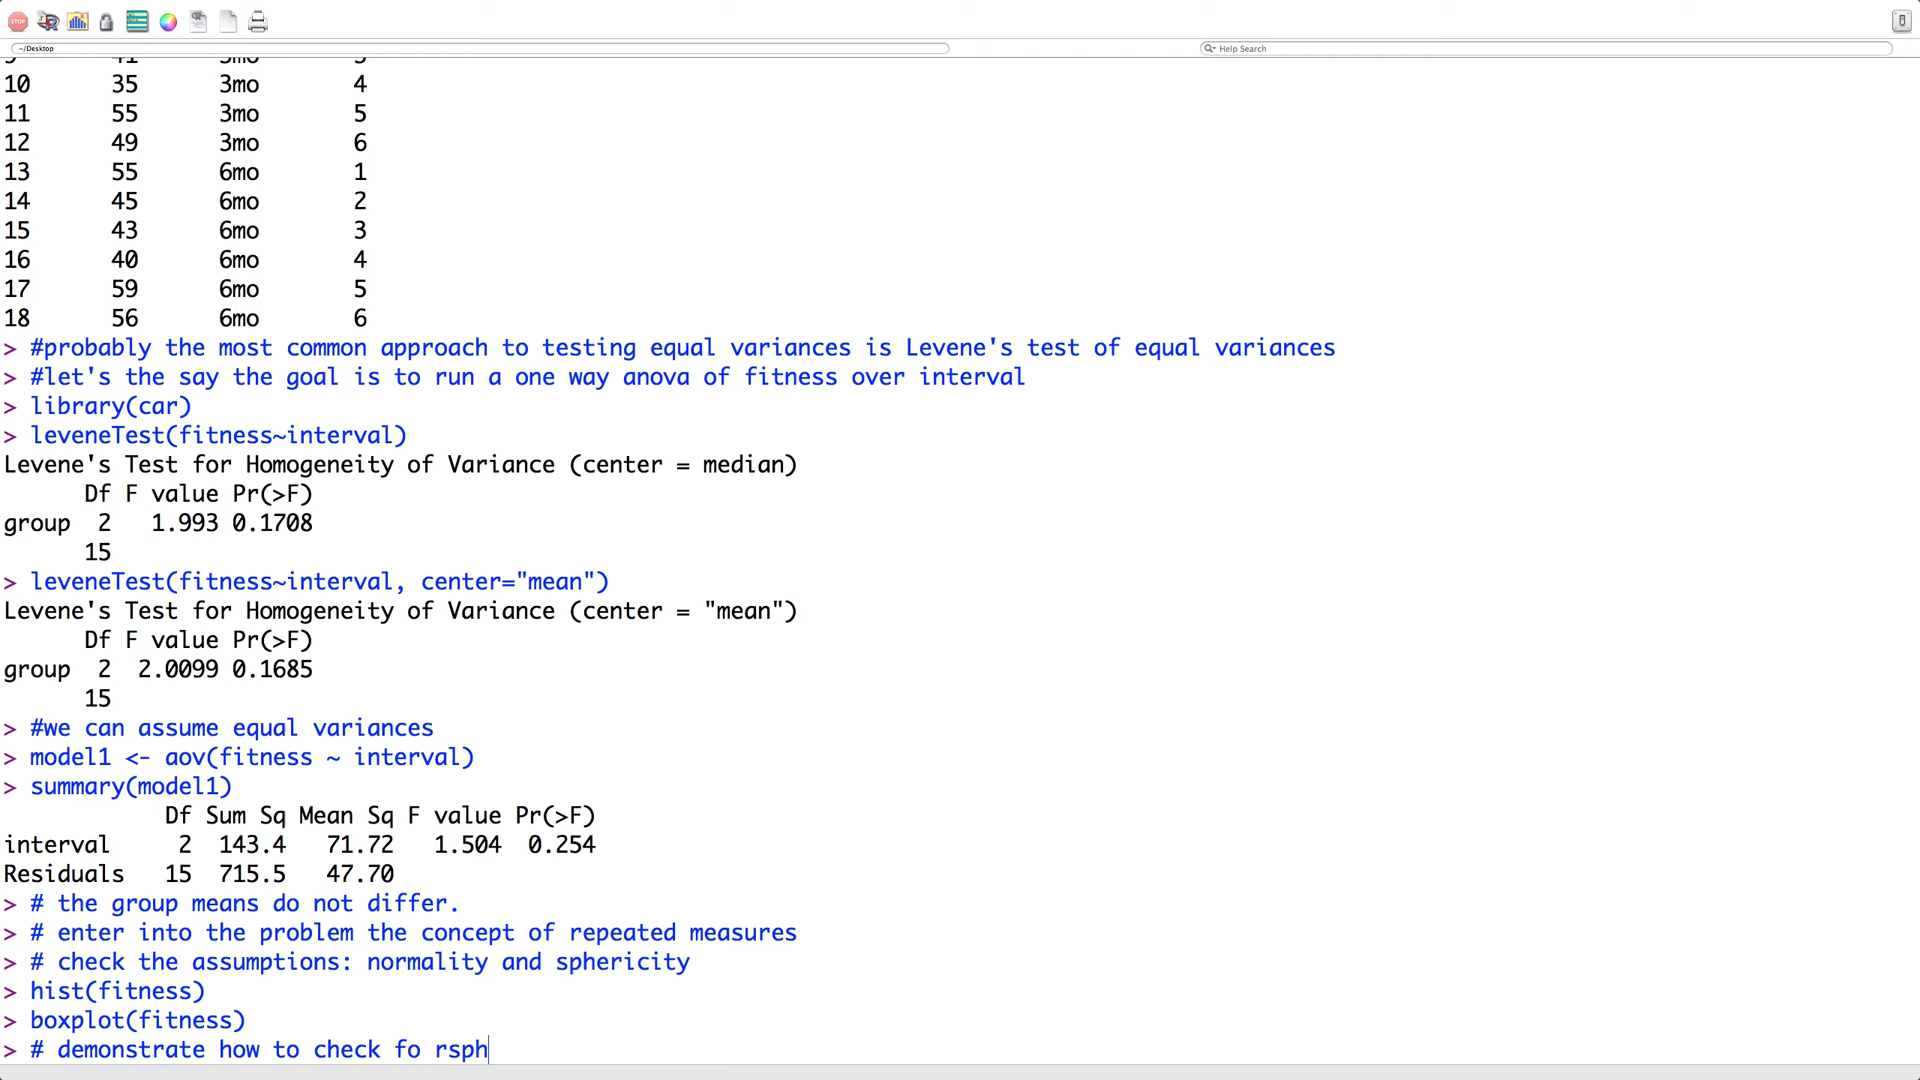 STOP
~/Desktop
Help Search
9 41 3mo 3
10 35 3mo 4
11 55 3mo 5
12 49 3mo 6
13 55 6mo 1
14 45 6mo 2
15 43 6mo 3
16 40 6mo 4
17 59 6mo 5
18 56 6mo 6
> #probably the most common approach to testing equal variances is Levene's test of equal variances
> #let's the say the goal is to run a one way anova of fitness over interval
> library(car)
> leveneTest(fitness~interval)
Levene's Test for Homogeneity of Variance (center = median)
Df F value Pr(>F)
group 2 1.993 0.1708
15
> leveneTest(fitness~interval, center="mean")
Levene's Test for Homogeneity of Variance (center = "mean")
Df F value Pr(>F)
group 2 2.0099 0.1685
15
> #we can assume equal variances
> model1 <- aov(fitness ~ interval)
> summary(model1)
Df Sum Sq Mean Sq F value Pr(>F)
interval 2 143.4 71.72 1.504 0.254
Residuals 15 715.5 47.70
> # the group means do not differ.
> # enter into the problem the concept of repeated measures
> # check the assumptions: normality and sphericity
> hist(fitness)
> boxplot(fitness)
> # demonstrate how to check fo rsph